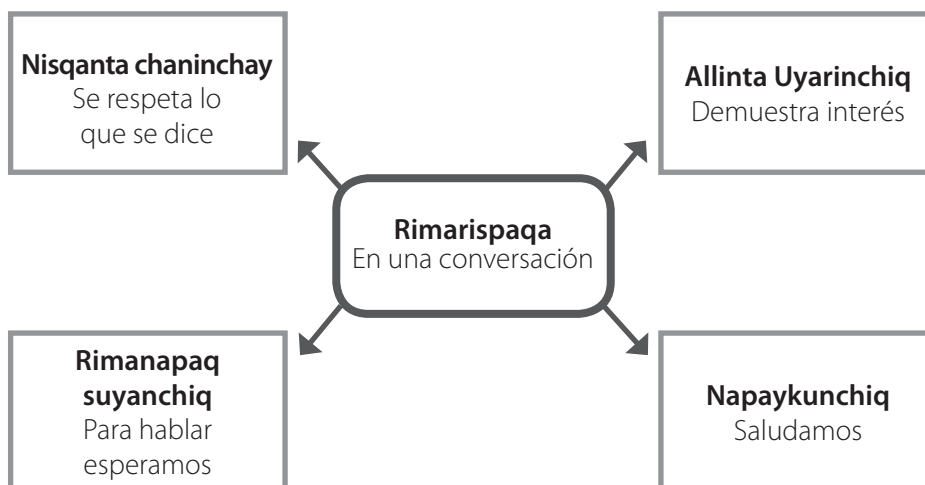 Nisqanta chaninchay
Se respeta lo
que se dice
Allinta Uyarinchiq
Demuestra interés
Rimarispaqa
En una conversación
Rimanapaq
suyanchiq
Para hablar
esperamos
Napaykunchiq
Saludamos